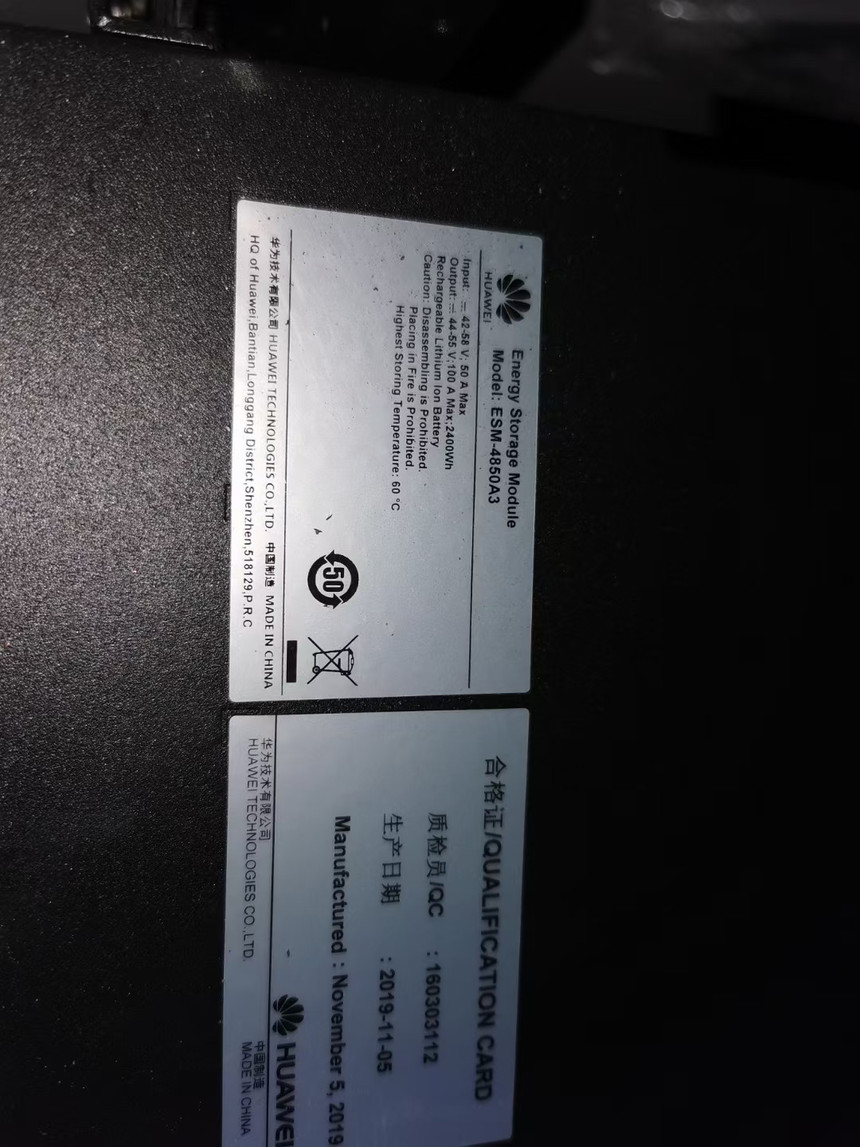 HUAWEI
Energy Storage Module
Model: ESM-4850A3
Input: ⎓ 42-58 V; 50 A Max
Output: ⎓ 44-55 V;100 A Max;2400Wh
Rechargeable Lithium Ion Battery
Caution: Disassembling is Prohibited.
Placing in Fire is Prohibited.
Highest Storing Temperature: 60 °C
50
华为技术有限公司 HUAWEI TECHNOLOGIES CO.,LTD. 中国制造 MADE IN CHINA
HQ of Huawei,Bantian,Longgang District,Shenzhen,518129,P.R.C
合格证/QUALIFICATION CARD
质检员/QC : 160303112
生产日期 : 2019-11-05
Manufactured : November 5, 2019
HUAWEI
华为技术有限公司 中国制造
HUAWEI TECHNOLOGIES CO.,LTD. MADE IN CHINA